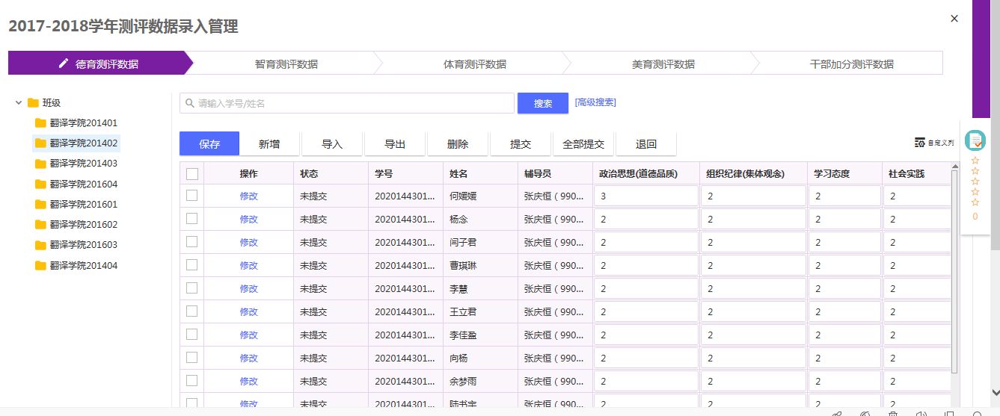 2017-2018学年测评数据录入管理
德育测评数据 智育测评数据 体育测评数据 美育测评数据 干部加分测评数据
班级
翻译学院201401
翻译学院201402
翻译学院201403
翻译学院201604
翻译学院201601
翻译学院201602
翻译学院201603
翻译学院201404
请输入学号/姓名 搜索 [高级搜索]
保存 新增 导入 导出 删除 提交 全部提交 退回 自定义列
操作 状态 学号 姓名 辅导员 政治思想(道德品质) 组织纪律(集体观念) 学习态度 社会实践
修改 未提交 2020144301... 何媛媛 张庆恒（990... 3 2 2 2
修改 未提交 2020144301... 杨念 张庆恒（990... 2 2 2 2
修改 未提交 2020144301... 闫子君 张庆恒（990... 2 2 2 2
修改 未提交 2020144301... 曹琪琳 张庆恒（990... 2 2 2 2
修改 未提交 2020144301... 李慧 张庆恒（990... 2 2 2 2
修改 未提交 2020144301... 王立君 张庆恒（990... 2 2 2 2
修改 未提交 2020144301... 李佳盈 张庆恒（990... 2 2 2 2
修改 未提交 2020144301... 向杨 张庆恒（990... 2 2 2 2
修改 未提交 2020144301... 余梦雨 张庆恒（990... 2 2 2 2
修改 未提交 2020144301... 陆书宇 张庆恒（990... 2 2 2 2
0